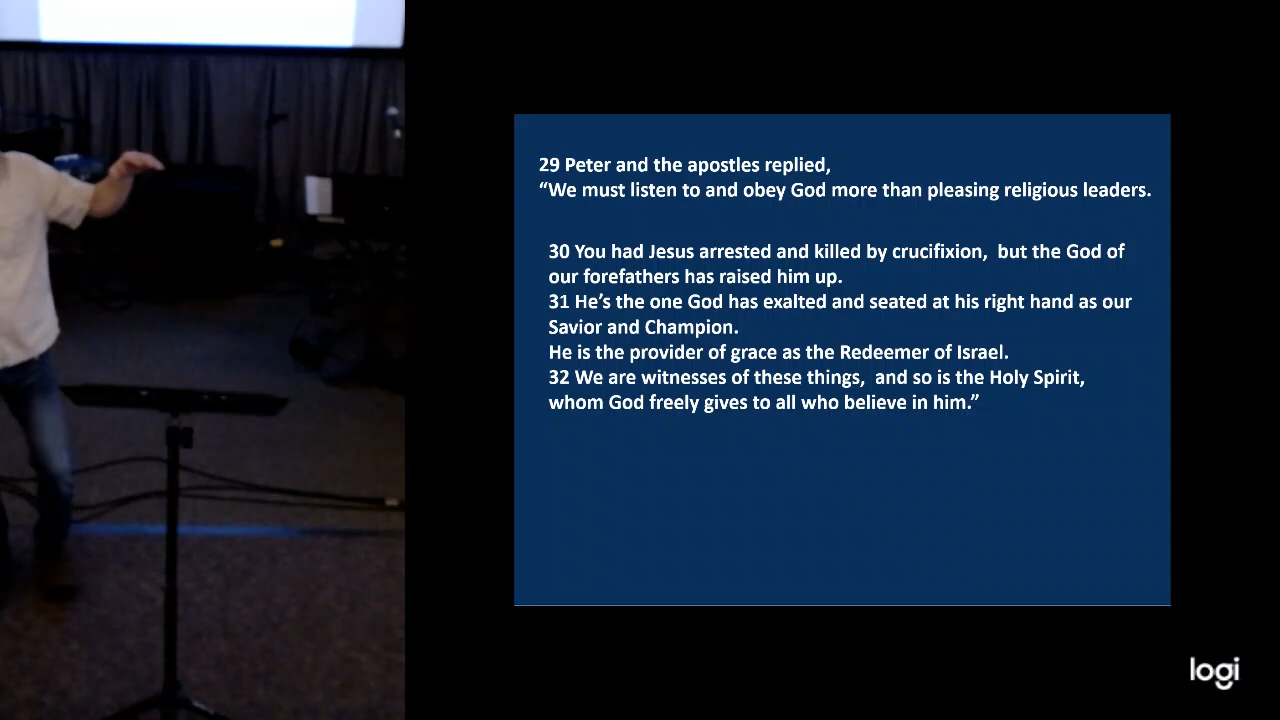 29 Peter and the apostles replied,
“We must listen to and obey God more than pleasing religious leaders.
30 You had Jesus arrested and killed by crucifixion,  but the God of
our forefathers has raised him up.
31 He’s the one God has exalted and seated at his right hand as our
Savior and Champion.
He is the provider of grace as the Redeemer of Israel.
32 We are witnesses of these things,  and so is the Holy Spirit,
whom God freely gives to all who believe in him.”
logi